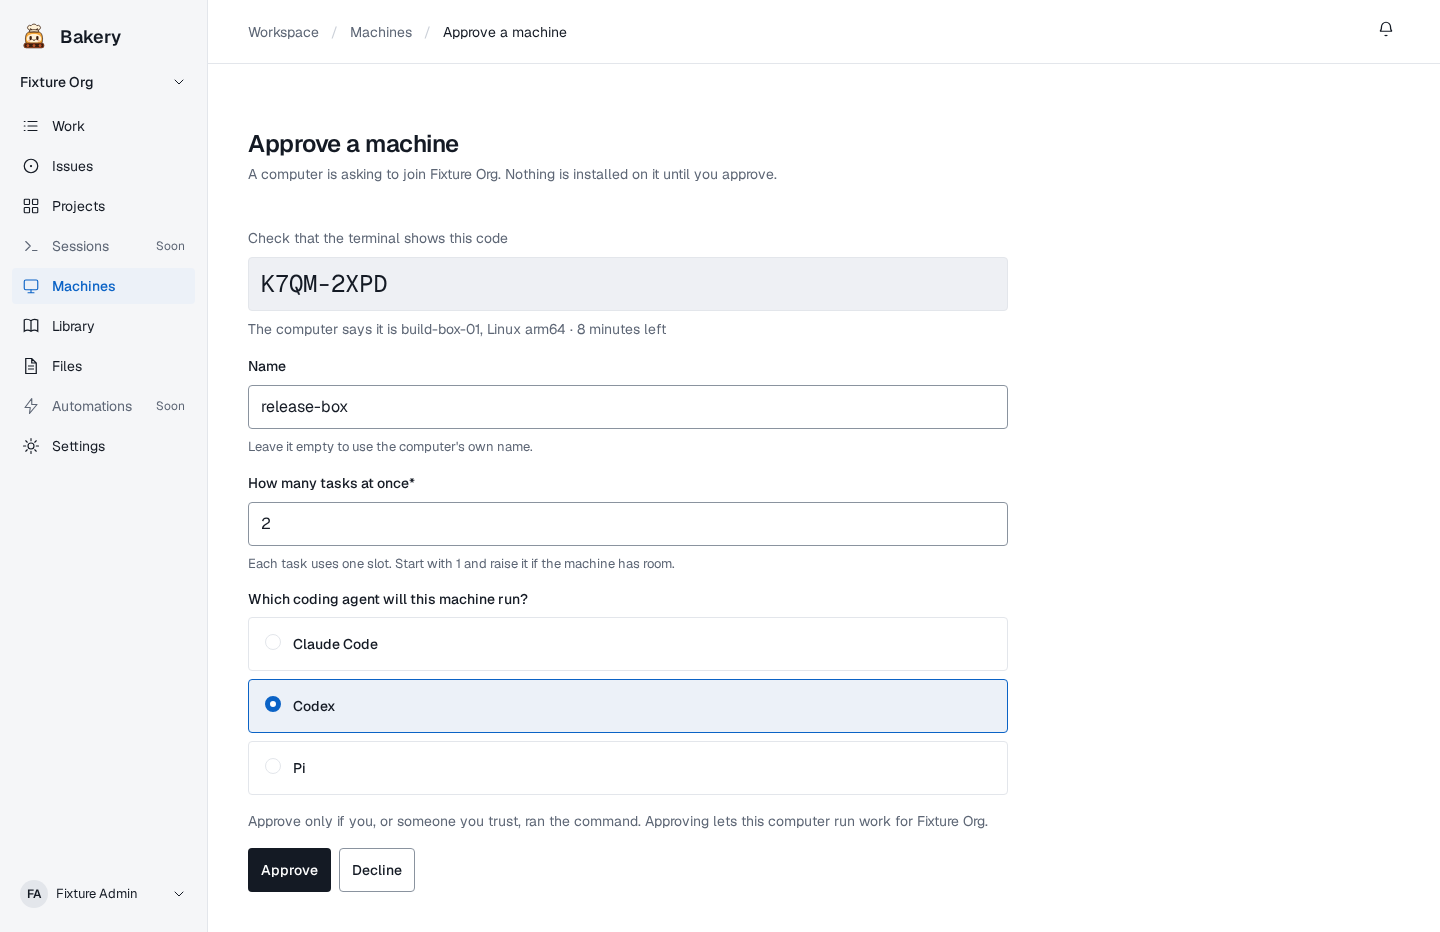 Bakery
Fixture Org
Work
Issues
Projects
Sessions Soon
Machines
Library
Files
Automations Soon
Settings
FA Fixture Admin
Workspace / Machines / Approve a machine
Approve a machine
A computer is asking to join Fixture Org. Nothing is installed on it until you approve.
Check that the terminal shows this code
K7QM-2XPD
The computer says it is build-box-01, Linux arm64 · 8 minutes left
Name
release-box
Leave it empty to use the computer's own name.
How many tasks at once*
2
Each task uses one slot. Start with 1 and raise it if the machine has room.
Which coding agent will this machine run?
Claude Code
Codex
Pi
Approve only if you, or someone you trust, ran the command. Approving lets this computer run work for Fixture Org.
Approve Decline